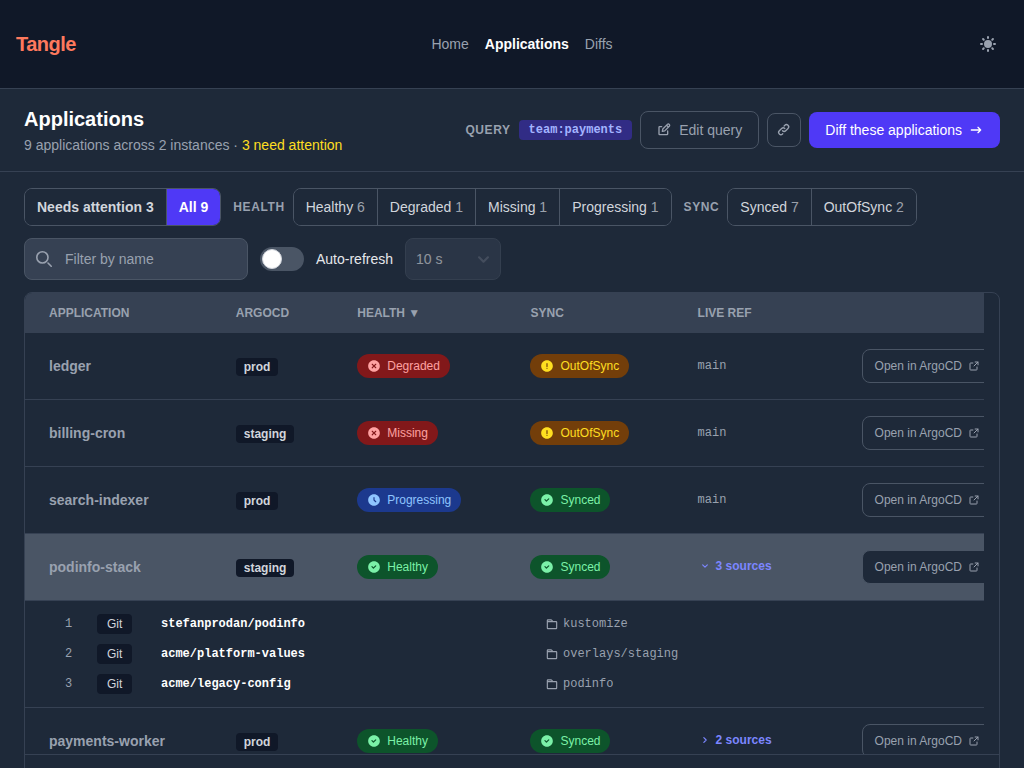 Tangle
Home Applications Diffs
Applications
9 applications across 2 instances · 3 need attention
QUERY team:payments Edit query Diff these applications →
Needs attention 3 All 9 HEALTH Healthy 6 Degraded 1 Missing 1 Progressing 1 SYNC Synced 7 OutOfSync 2
Filter by name Auto-refresh 10 s
APPLICATION ARGOCD HEALTH ▼ SYNC LIVE REF
ledger prod Degraded OutOfSync main Open in ArgoCD
billing-cron staging Missing OutOfSync main Open in ArgoCD
search-indexer prod Progressing Synced main Open in ArgoCD
podinfo-stack staging Healthy Synced 3 sources Open in ArgoCD
1 Git stefanprodan/podinfo kustomize
2 Git acme/platform-values overlays/staging
3 Git acme/legacy-config podinfo
payments-worker prod Healthy Synced 2 sources Open in ArgoCD